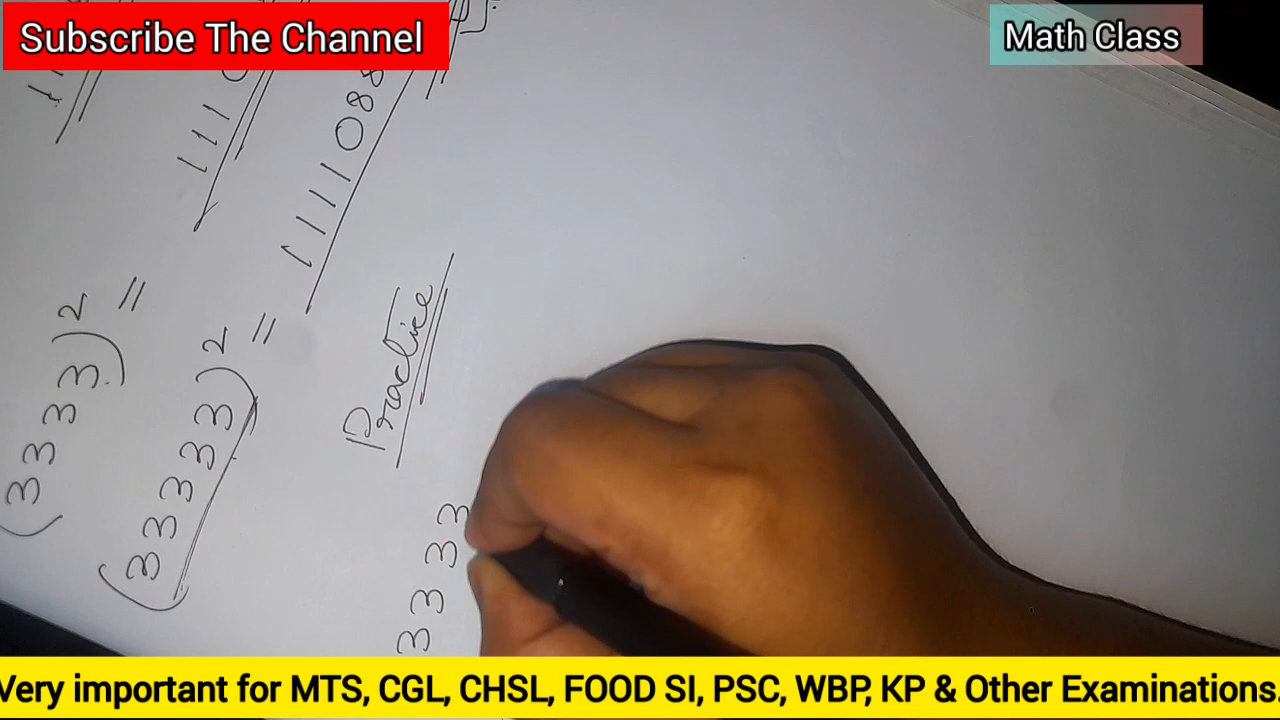 Subscribe The Channel
Math Class
(3333)² =
1110
(33333)² =
1111088
Practice
3333
Very important for MTS, CGL, CHSL, FOOD SI, PSC, WBP, KP & Other Examinations.